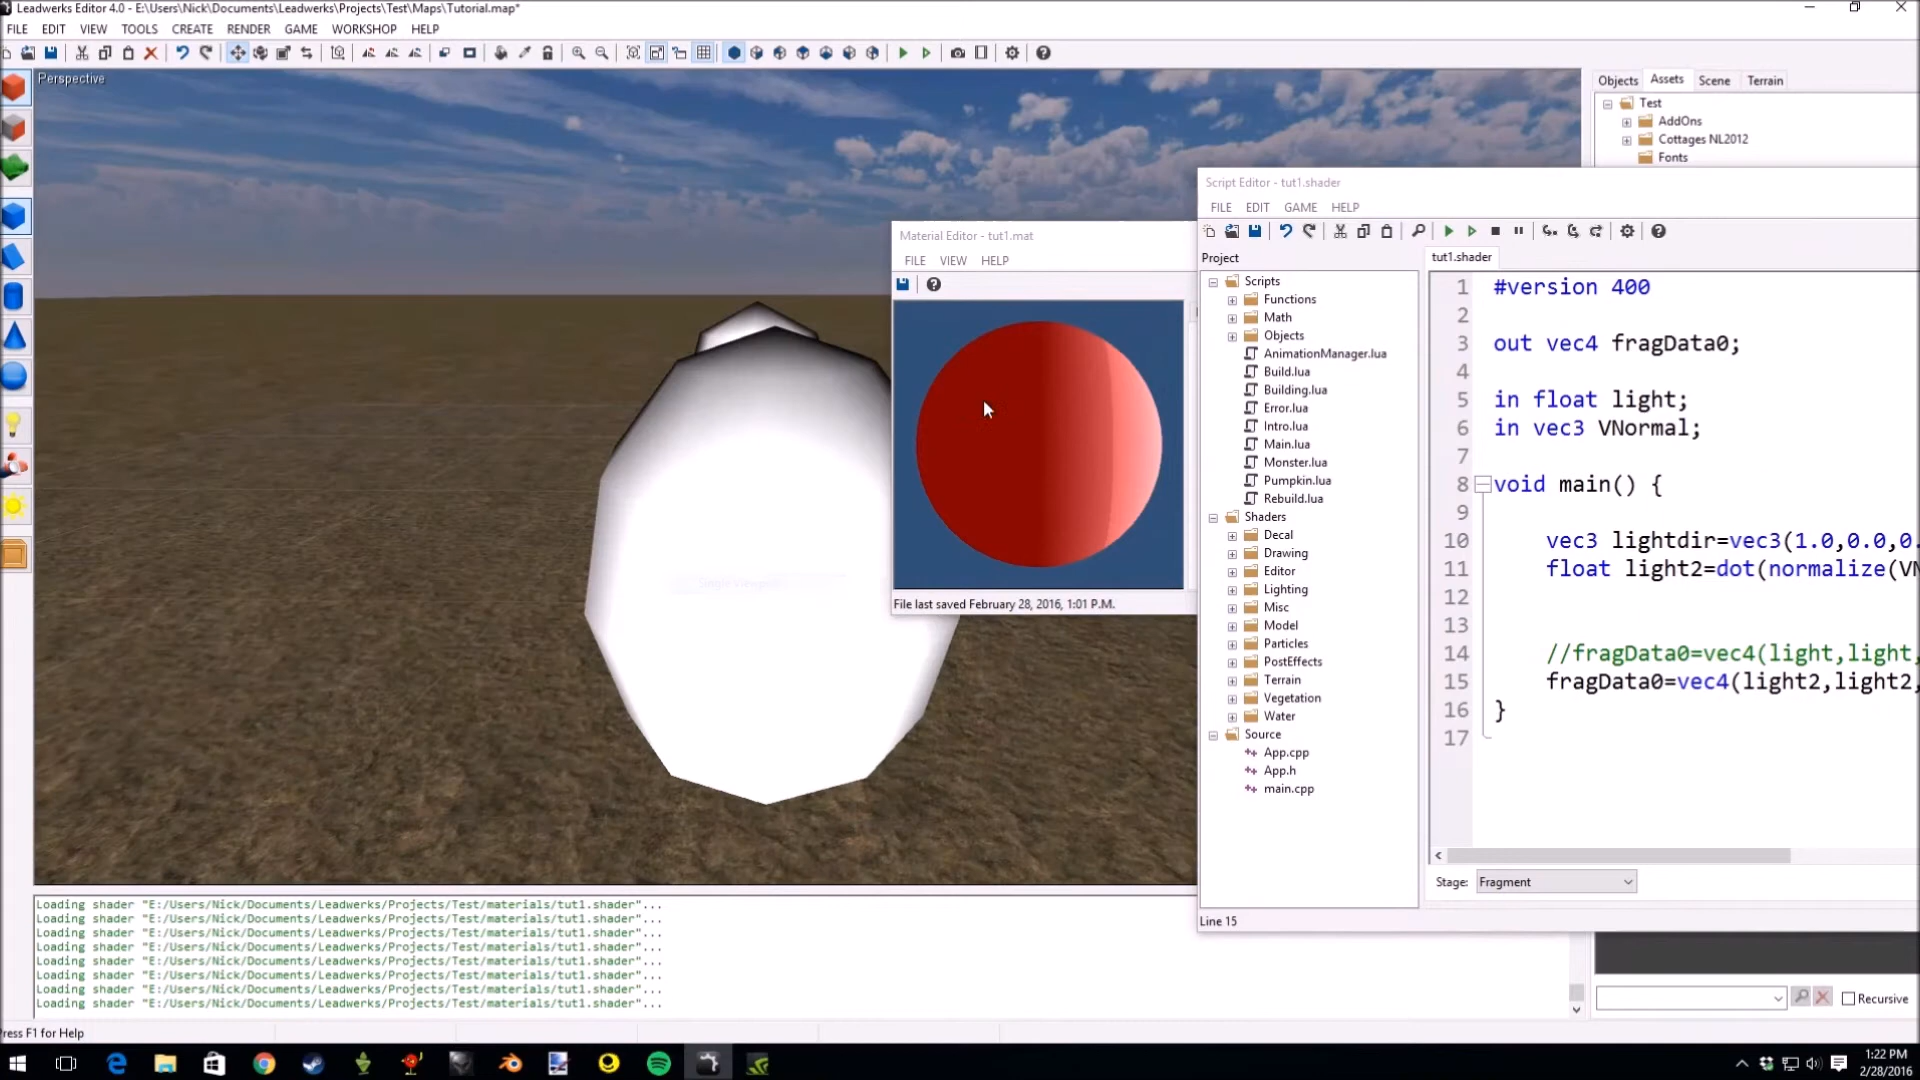 Leadwerks Editor 4.0 - E:\Users\Nick\Documents\Leadwerks\Projects\Test\Maps\Tutorial.map*
FILE EDIT VIEW TOOLS CREATE RENDER GAME WORKSHOP HELP
Perspective
Objects Assets Scene Terrain
Test
AddOns
Cottages NL2012
Fonts
Material Editor - tut1.mat
FILE VIEW HELP
File last saved February 28, 2016, 1:01 P.M.
Script Editor - tut1.shader
FILE EDIT GAME HELP
Project
Scripts
Functions
Math
Objects
AnimationManager.lua
Build.lua
Building.lua
Error.lua
Intro.lua
Main.lua
Monster.lua
Pumpkin.lua
Rebuild.lua
Shaders
Decal
Drawing
Editor
Lighting
Misc
Model
Particles
PostEffects
Terrain
Vegetation
Water
Source
App.cpp
App.h
main.cpp
tut1.shader
1 #version 400
2
3 out vec4 fragData0;
4
5 in float light;
6 in vec3 VNormal;
7
8 void main() {
9
10 vec3 lightdir=vec3(1.0,0.0,0.
11 float light2=dot(normalize(VN
12
13
14 //fragData0=vec4(light,light,
15 fragData0=vec4(light2,light2,
16 }
17
Stage: Fragment
Line 15
Loading shader "E:/Users/Nick/Documents/Leadwerks/Projects/Test/materials/tut1.shader"...
Loading shader "E:/Users/Nick/Documents/Leadwerks/Projects/Test/materials/tut1.shader"...
Loading shader "E:/Users/Nick/Documents/Leadwerks/Projects/Test/materials/tut1.shader"...
Loading shader "E:/Users/Nick/Documents/Leadwerks/Projects/Test/materials/tut1.shader"...
Loading shader "E:/Users/Nick/Documents/Leadwerks/Projects/Test/materials/tut1.shader"...
Loading shader "E:/Users/Nick/Documents/Leadwerks/Projects/Test/materials/tut1.shader"...
Loading shader "E:/Users/Nick/Documents/Leadwerks/Projects/Test/materials/tut1.shader"...
Loading shader "E:/Users/Nick/Documents/Leadwerks/Projects/Test/materials/tut1.shader"...
Recursive
Press F1 for Help
1:22 PM
2/28/2016